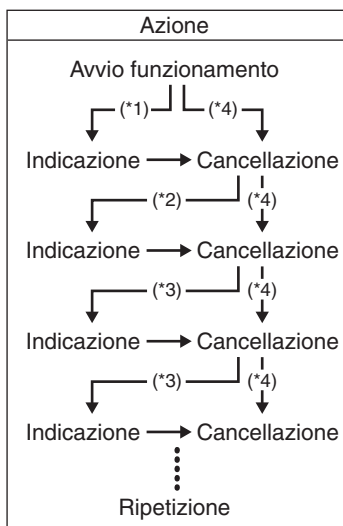 Azione
Avvio funzionamento
(*1) (*4)
Indicazione Cancellazione
(*2) (*4)
Indicazione Cancellazione
(*3) (*4)
Indicazione Cancellazione
(*3) (*4)
Indicazione Cancellazione
Ripetizione